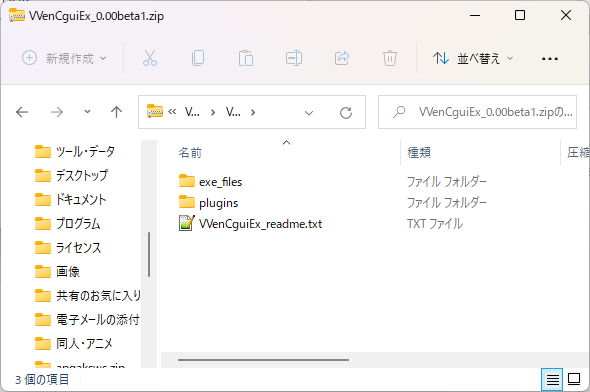 VVenCguiEx_0.00beta1.zip
新規作成
並べ替え
V...
V...
VVenCguiEx_0.00beta1.zipの...
名前
種類
圧縮
ツール・データ
デスクトップ
ドキュメント
プログラム
ライセンス
画像
共有のお気に入り
電子メールの添付
同人・アニメ
exe_files
ファイル フォルダー
plugins
ファイル フォルダー
VVenCguiEx_readme.txt
TXT ファイル
3 個の項目